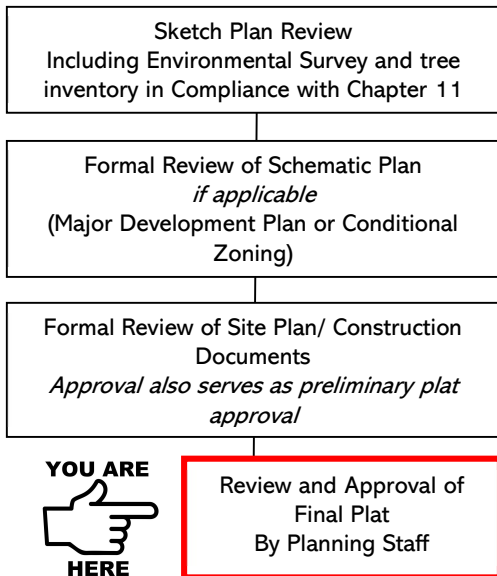 Sketch Plan Review
Including Environmental Survey and tree
inventory in Compliance with Chapter 11
Formal Review of Schematic Plan
if applicable
(Major Development Plan or Conditional
Zoning)
Formal Review of Site Plan/ Construction
Documents
Approval also serves as preliminary plat
approval
YOU ARE
HERE
Review and Approval of
Final Plat
By Planning Staff